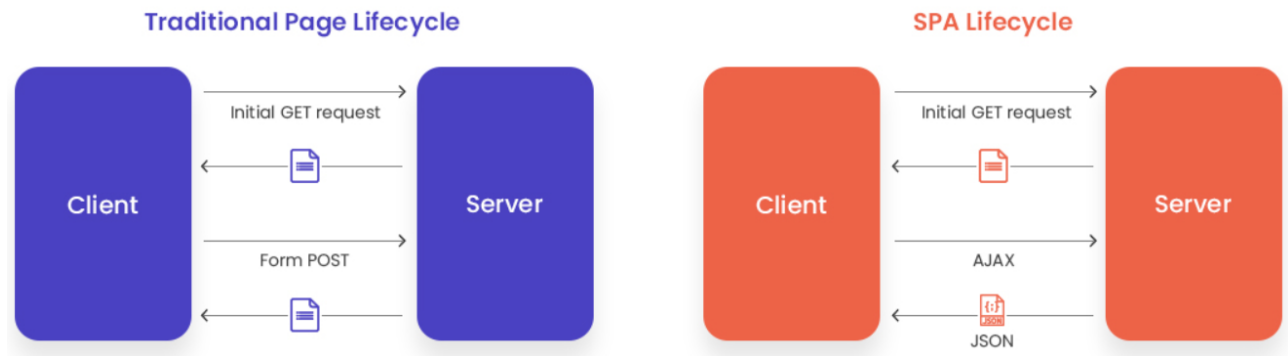 Traditional Page Lifecycle
Client
Initial GET request
Form POST
Server
SPA Lifecycle
Client
Initial GET request
AJAX
{;}
JSON
JSON
Server